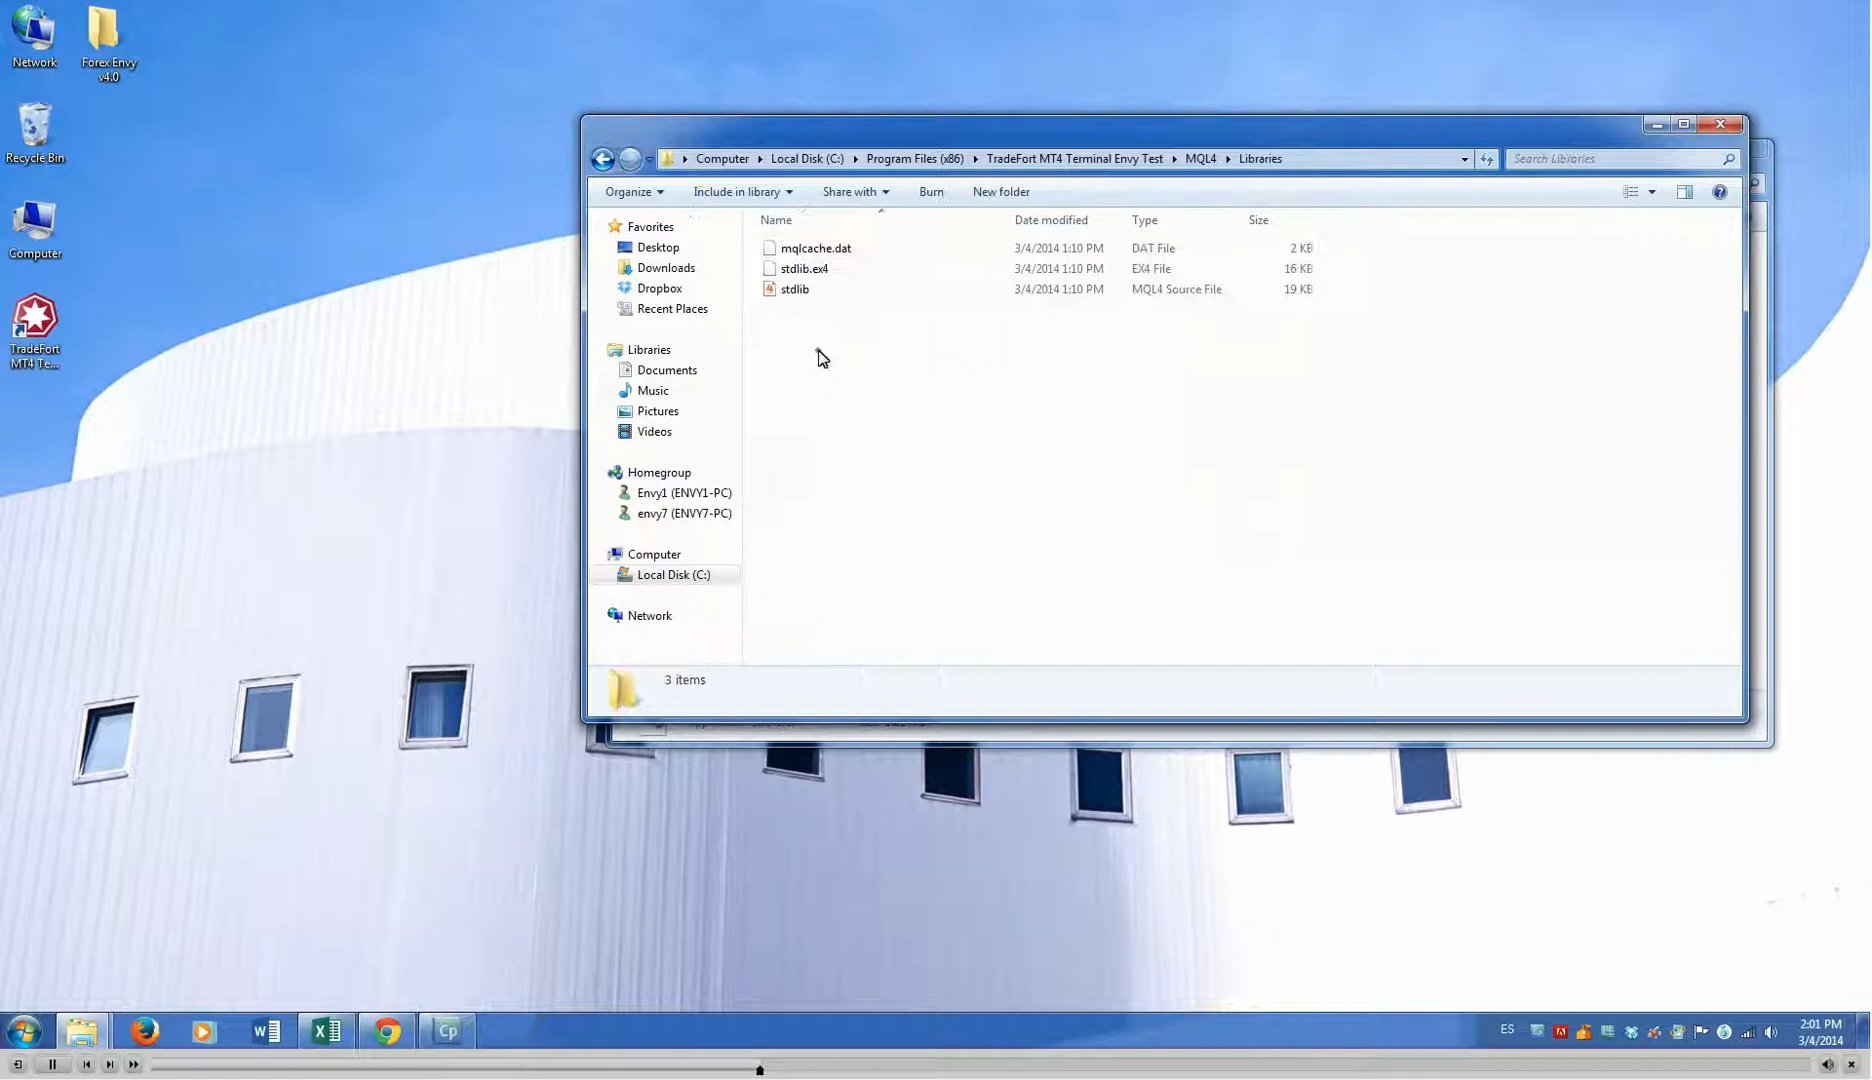 Network
Forex Envy
v4.0
Recycle Bin
Computer
TradeFort
MT4 Te...
Computer
Local Disk (C:)
Program Files (x86)
TradeFort MT4 Terminal Envy Test
MQL4
Libraries
Search Libraries
Organize
Include in library
Share with
Burn
New folder
Name
Date modified
Type
Size
mqlcache.dat
3/4/2014 1:10 PM
DAT File
2 KB
stdlib.ex4
3/4/2014 1:10 PM
EX4 File
16 KB
stdlib
3/4/2014 1:10 PM
MQL4 Source File
19 KB
Favorites
Desktop
Downloads
Dropbox
Recent Places
Libraries
Documents
Music
Pictures
Videos
Homegroup
Envy1 (ENVY1-PC)
envy7 (ENVY7-PC)
Computer
Local Disk (C:)
Network
3 items
Cp
ES
2:01 PM
3/4/2014